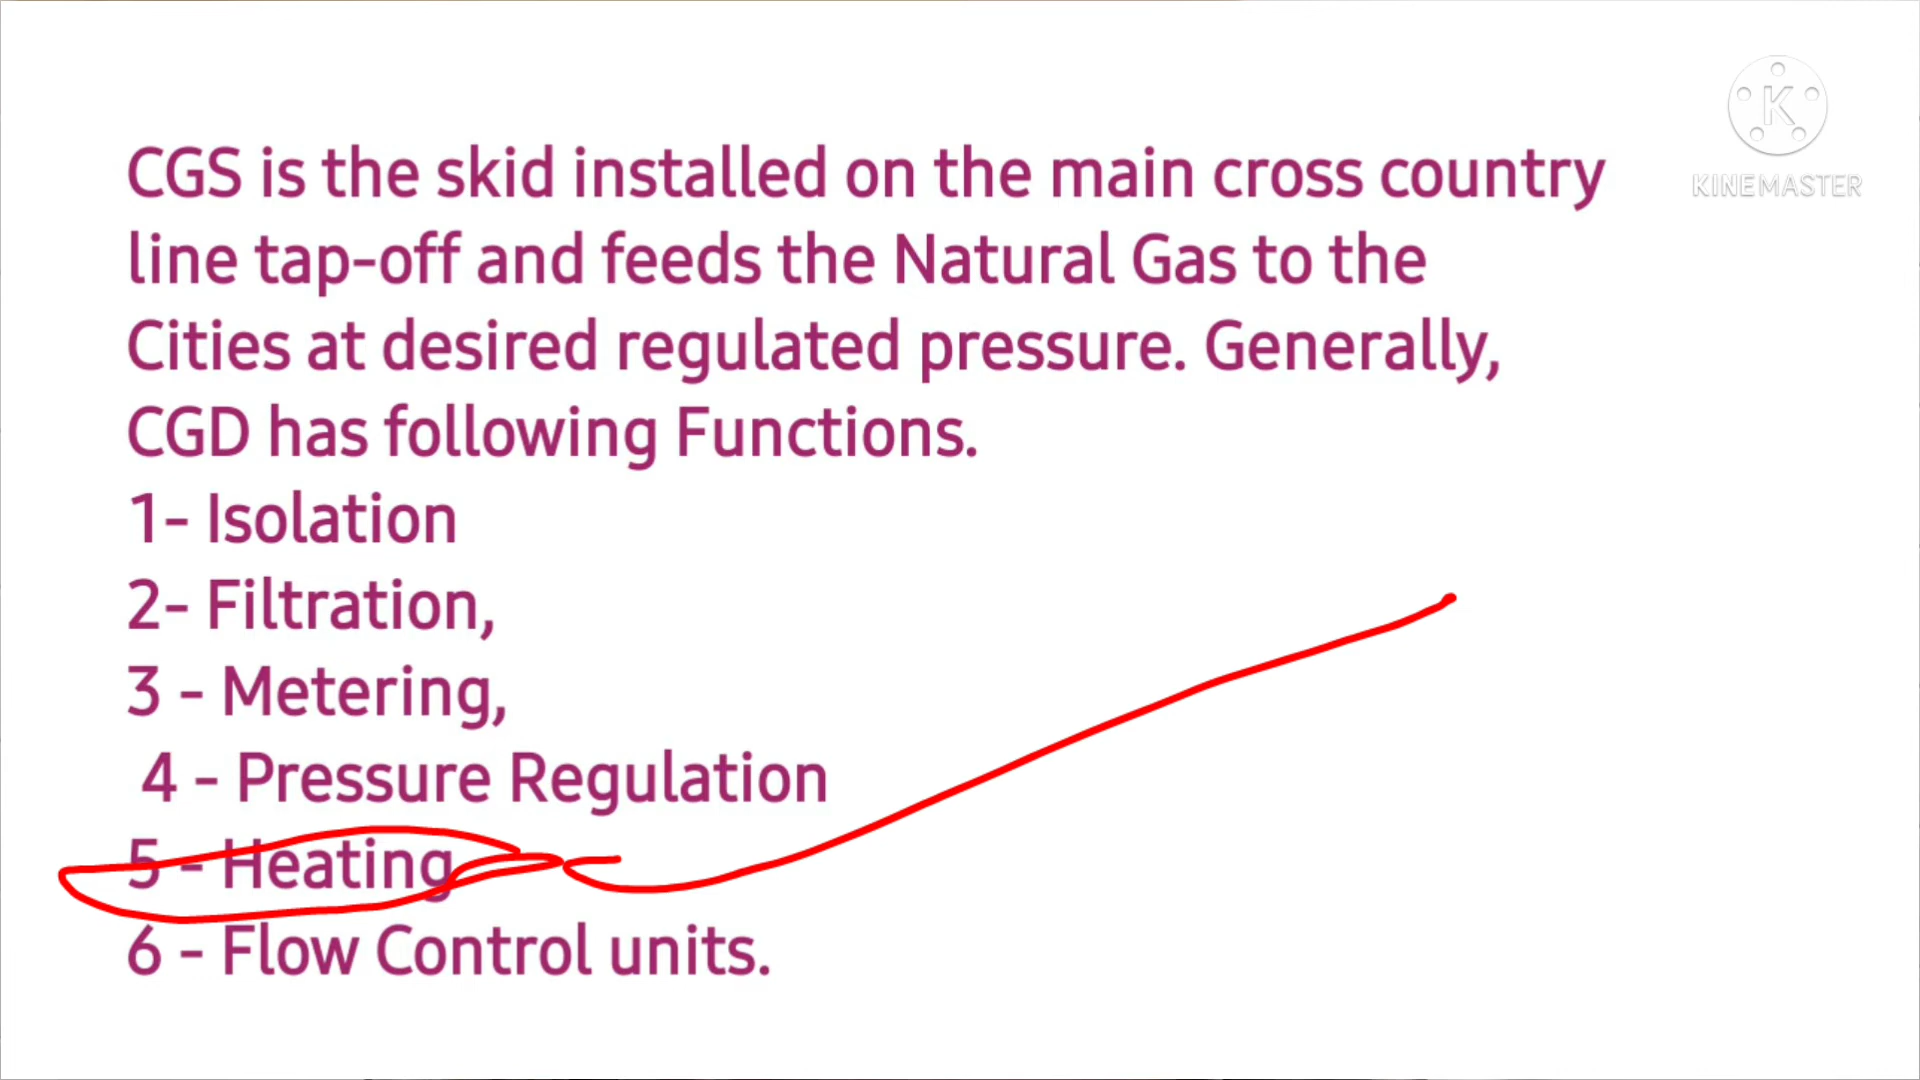 CGS is the skid installed on the main cross country
line tap-off and feeds the Natural Gas to the
Cities at desired regulated pressure. Generally,
CGD has following Functions.
1- Isolation
2- Filtration,
3 - Metering,
4 - Pressure Regulation
5 - Heating
6 - Flow Control units.
K
KINEMASTER